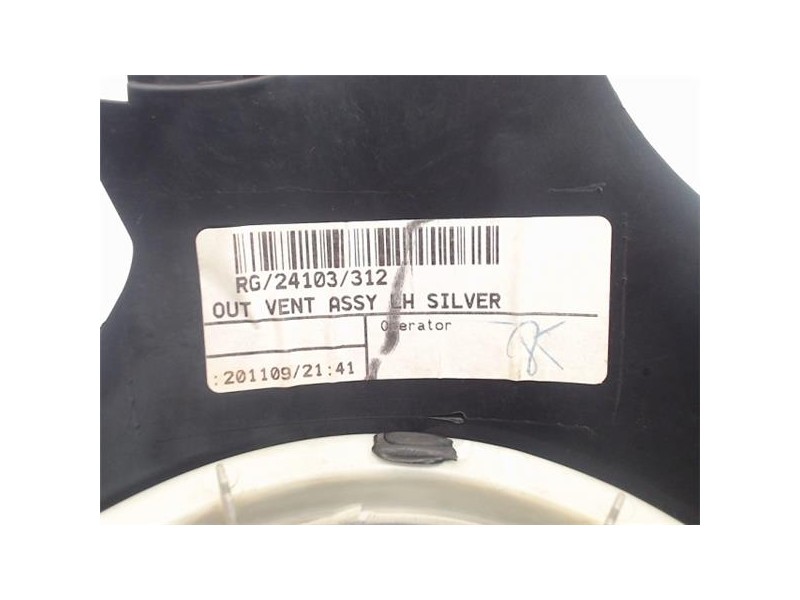 RG/24103/312
OUT VENT ASSY LH SILVER
Operator
:201109/21:41